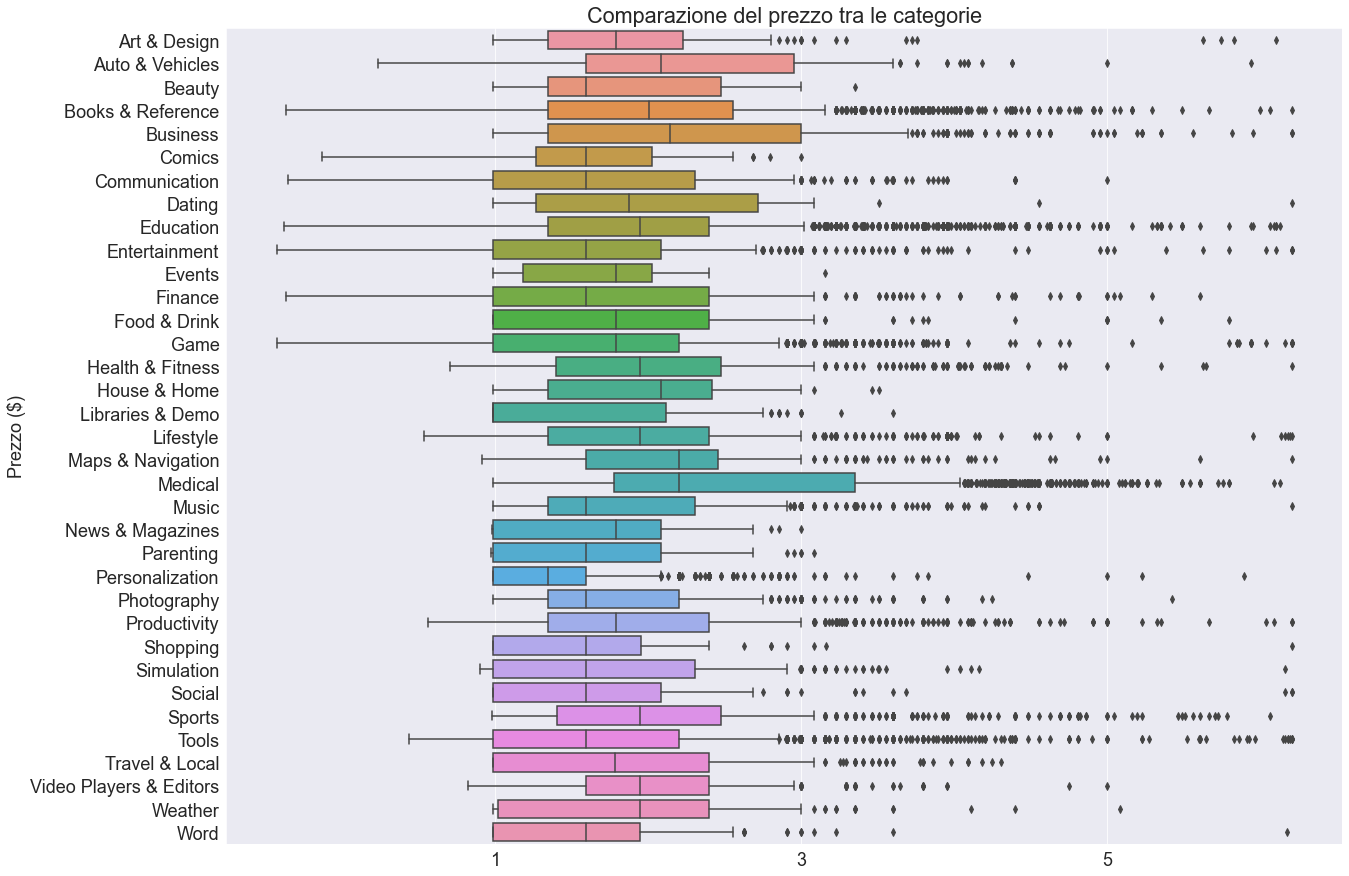 Comparazione del prezzo tra le categorie
Art & Design
Auto & Vehicles
Beauty
Books & Reference
Business
Comics
Communication
Dating
Education
Entertainment
Events
Finance
Food & Drink
Game
Health & Fitness
House & Home
Libraries & Demo
Lifestyle
Maps & Navigation
Medical
Music
News & Magazines
Parenting
Personalization
Photography
Productivity
Shopping
Simulation
Social
Sports
Tools
Travel & Local
Video Players & Editors
Weather
Word
Prezzo ($)
1 3 5